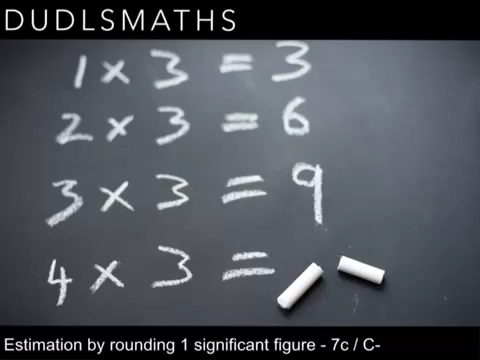 DUDLSMATHS
1 x 3 = 3
2 x 3 = 6
3 x 3 = 9
4 x 3 =
Estimation by rounding 1 significant figure - 7c / C-